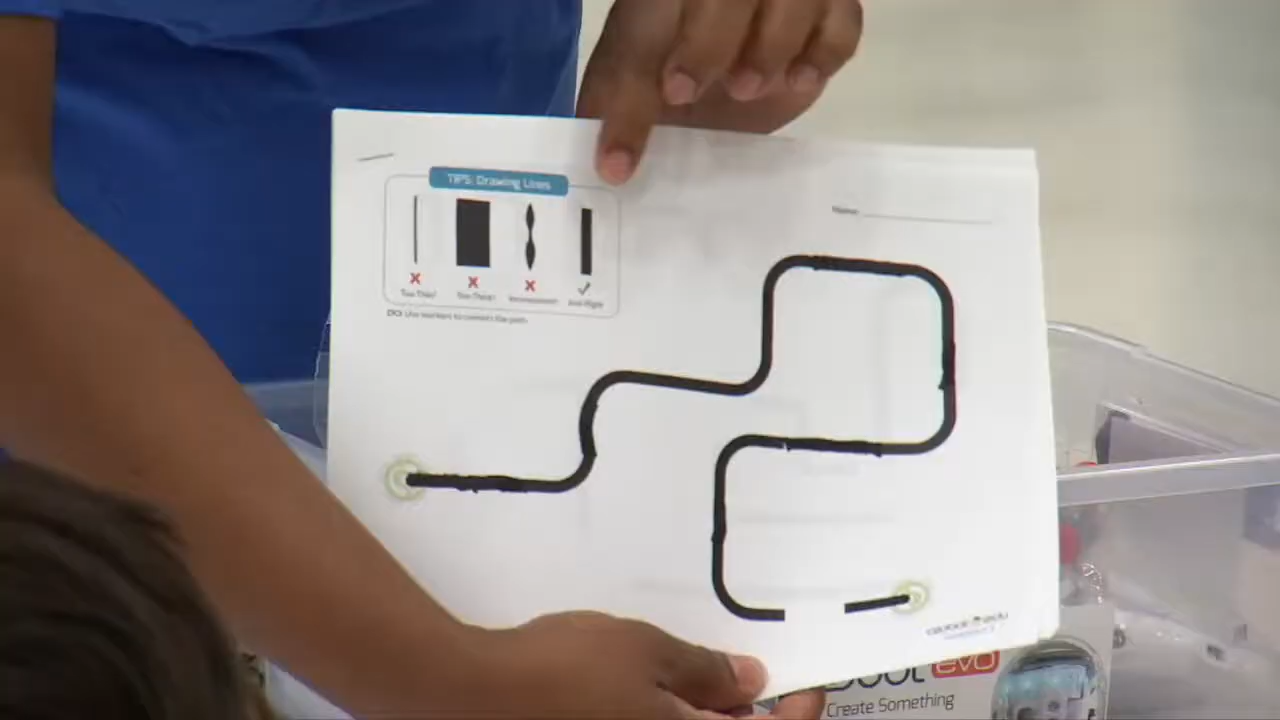 TIPS: Drawing Lines
Name:
Too Thin!
Too Thick!
Just Right
DO: Use markers to connect the path.
evo
Create Something